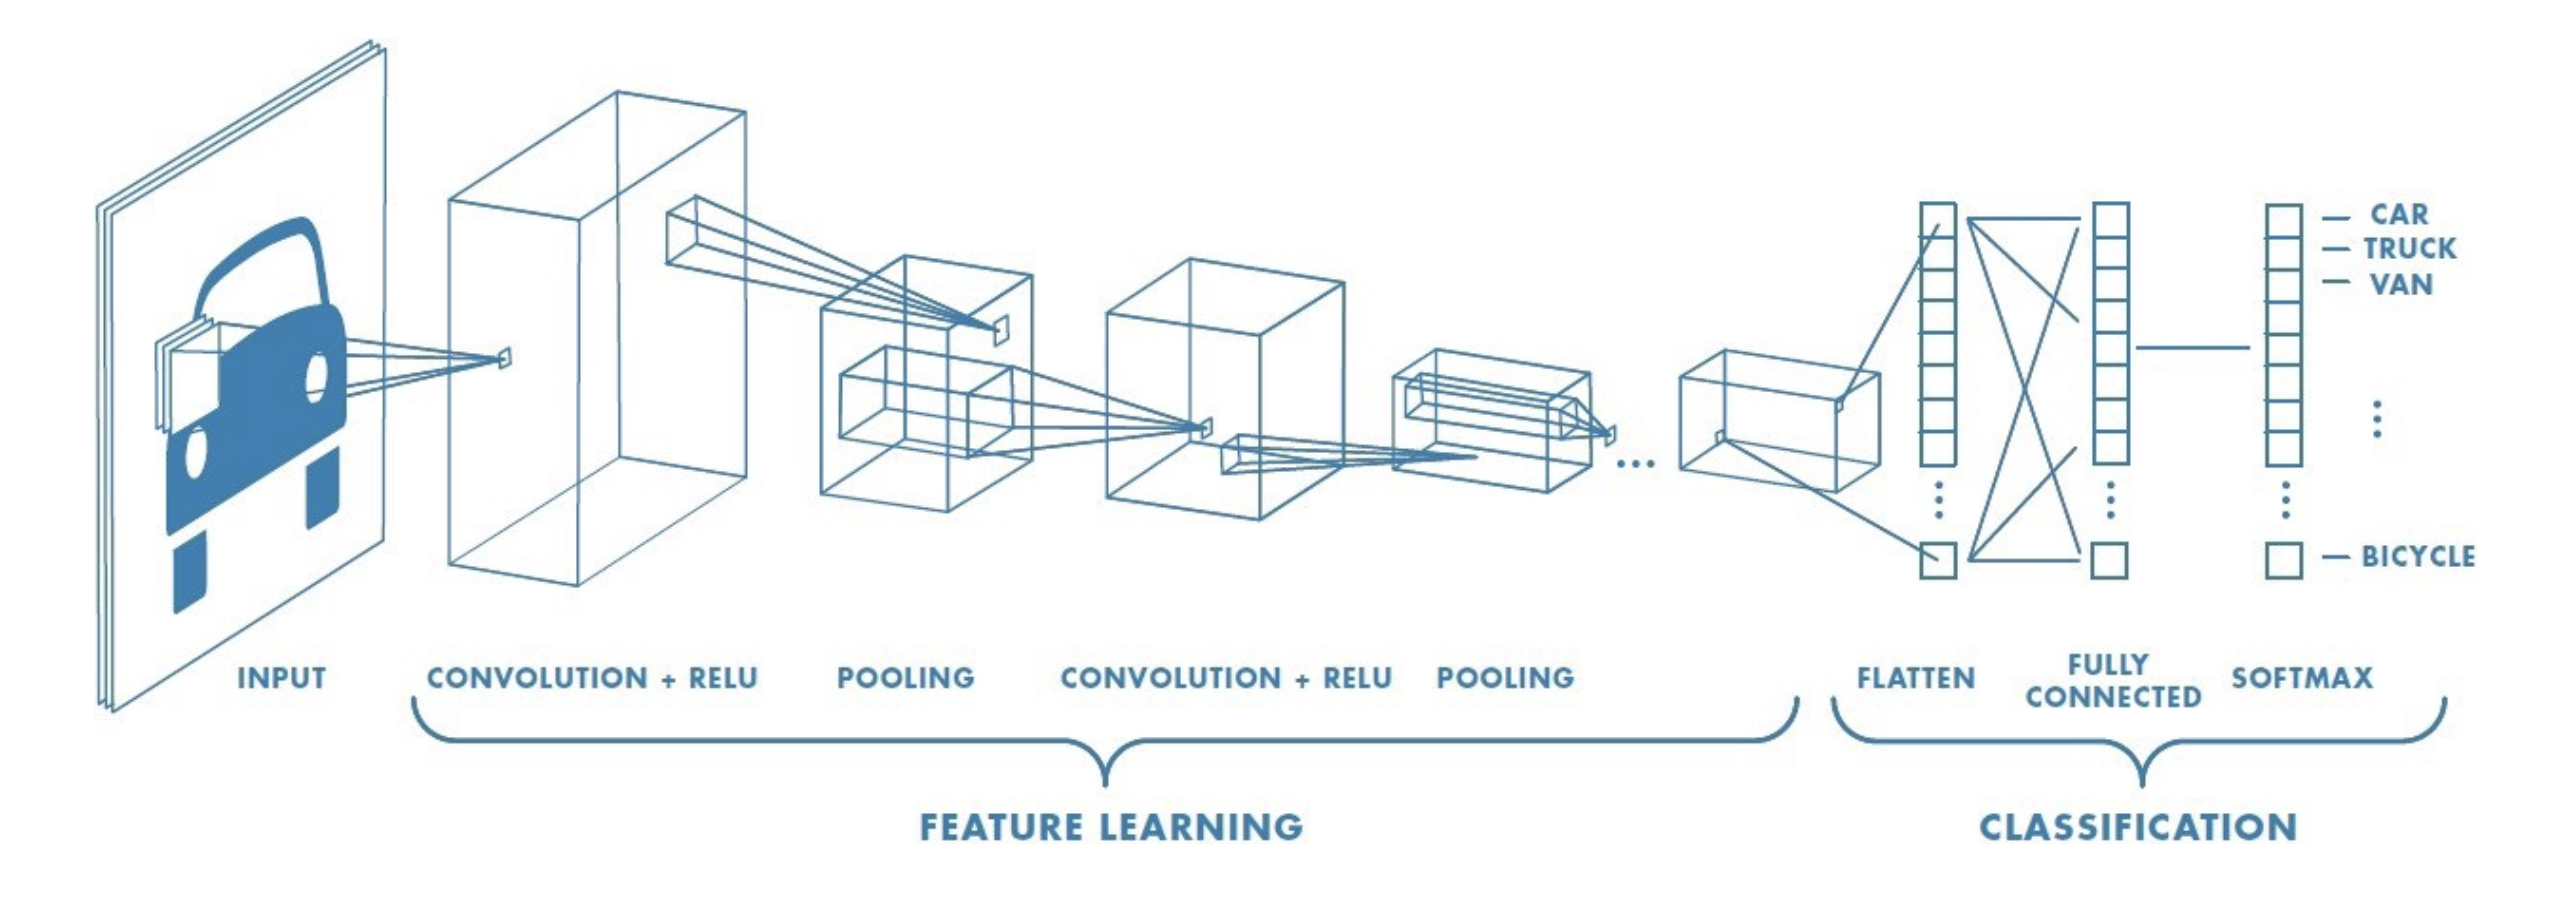 CAR
TRUCK
VAN
BICYCLE
INPUT
CONVOLUTION + RELU
POOLING
CONVOLUTION + RELU
POOLING
FLATTEN
FULLY
CONNECTED
SOFTMAX
FEATURE LEARNING
CLASSIFICATION